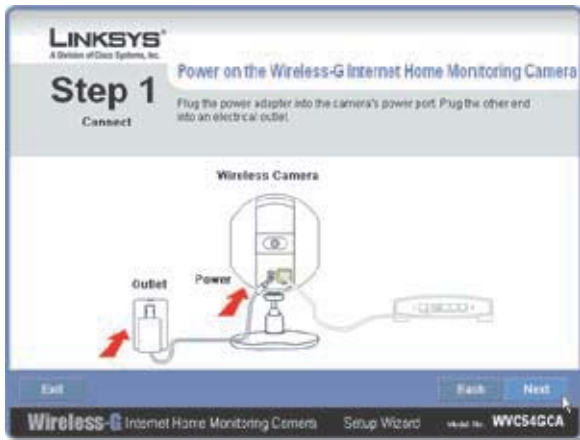 LINKSYS®
A Division of Cisco Systems, Inc.
Step 1
Connect
Power on the Wireless-G Internet Home Monitoring Camera
Plug the power adapter into the camera's power port. Plug the other end
into an electrical outlet.
Wireless Camera
Power
Outlet
Exit
Back
Next
Wireless-G Internet Home Monitoring Camera Setup Wizard Model No. WVC54GCA